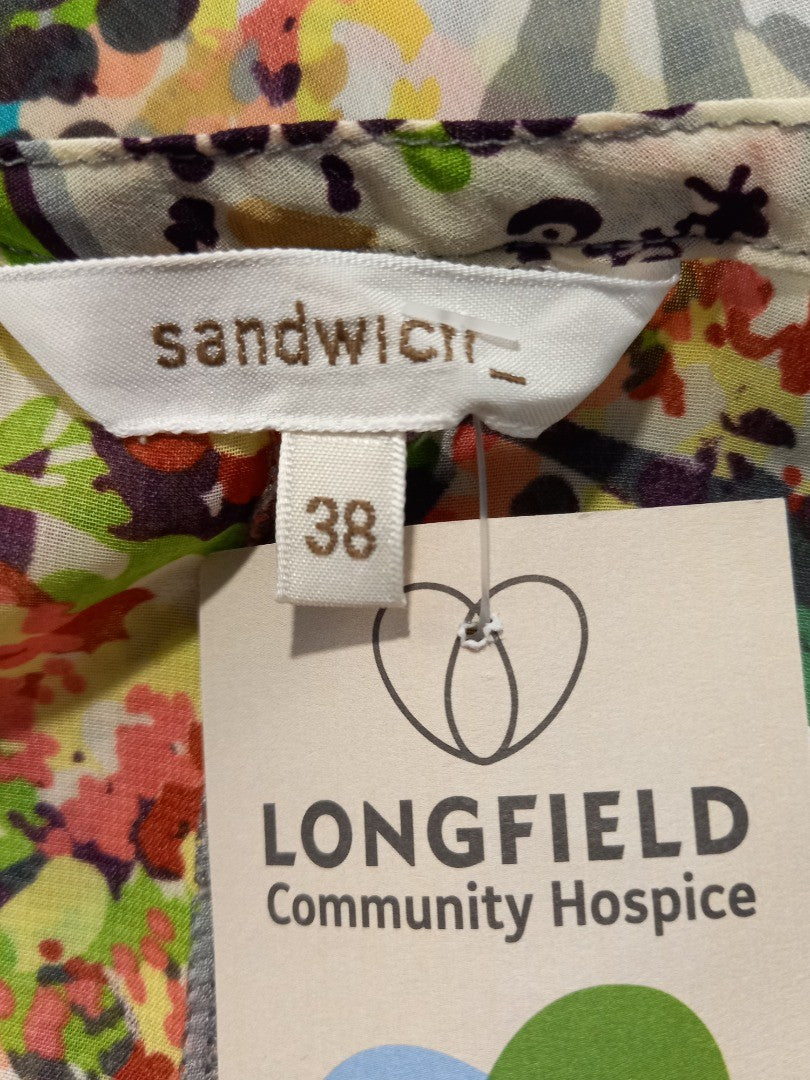 sandwich_
38
LONGFIELD
Community Hospice